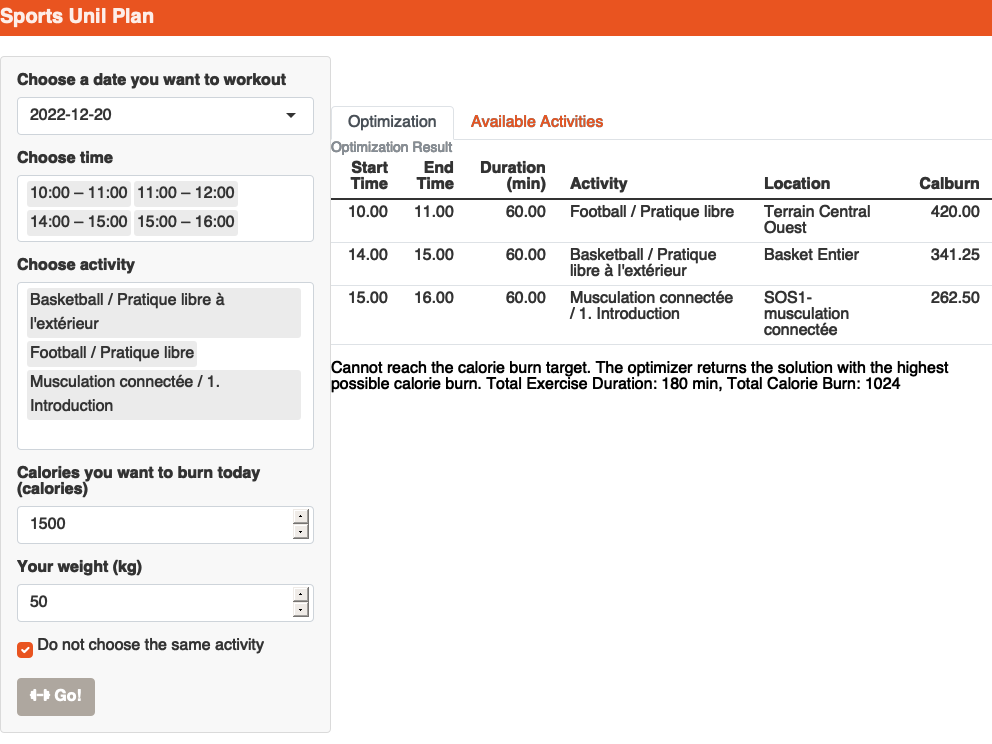 Sports Unil Plan
Choose a date you want to workout
2022-12-20
Choose time
10:00 – 11:00 11:00 – 12:00
14:00 – 15:00 15:00 – 16:00
Choose activity
Basketball / Pratique libre à
l'extérieur
Football / Pratique libre
Musculation connectée / 1.
Introduction
Calories you want to burn today
(calories)
1500
Your weight (kg)
50
Do not choose the same activity
Go!
Optimization Available Activities
Optimization Result
Start End Duration
Time Time (min) Activity Location Calburn
10.00 11.00 60.00 Football / Pratique libre Terrain Central 420.00
Ouest
14.00 15.00 60.00 Basketball / Pratique Basket Entier 341.25
libre à l'extérieur
15.00 16.00 60.00 Musculation connectée SOS1- 262.50
/ 1. Introduction musculation
connectée
Cannot reach the calorie burn target. The optimizer returns the solution with the highest
possible calorie burn. Total Exercise Duration: 180 min, Total Calorie Burn: 1024